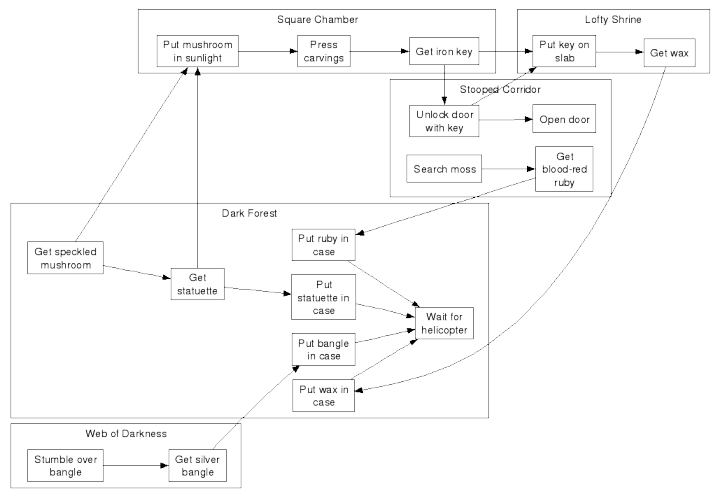 Square Chamber
Put mushroom
in sunlight
Press
carvings
Get iron key
Lofty Shrine
Put key on
slab
Get wax
Stooped Corridor
Unlock door
with key
Open door
Search moss
Get
blood-red
ruby
Dark Forest
Get speckled
mushroom
Get
statuette
Put ruby in
case
Put
statuette in
case
Put bangle
in case
Put wax in
case
Wait for
helicopter
Web of Darkness
Stumble over
bangle
Get silver
bangle